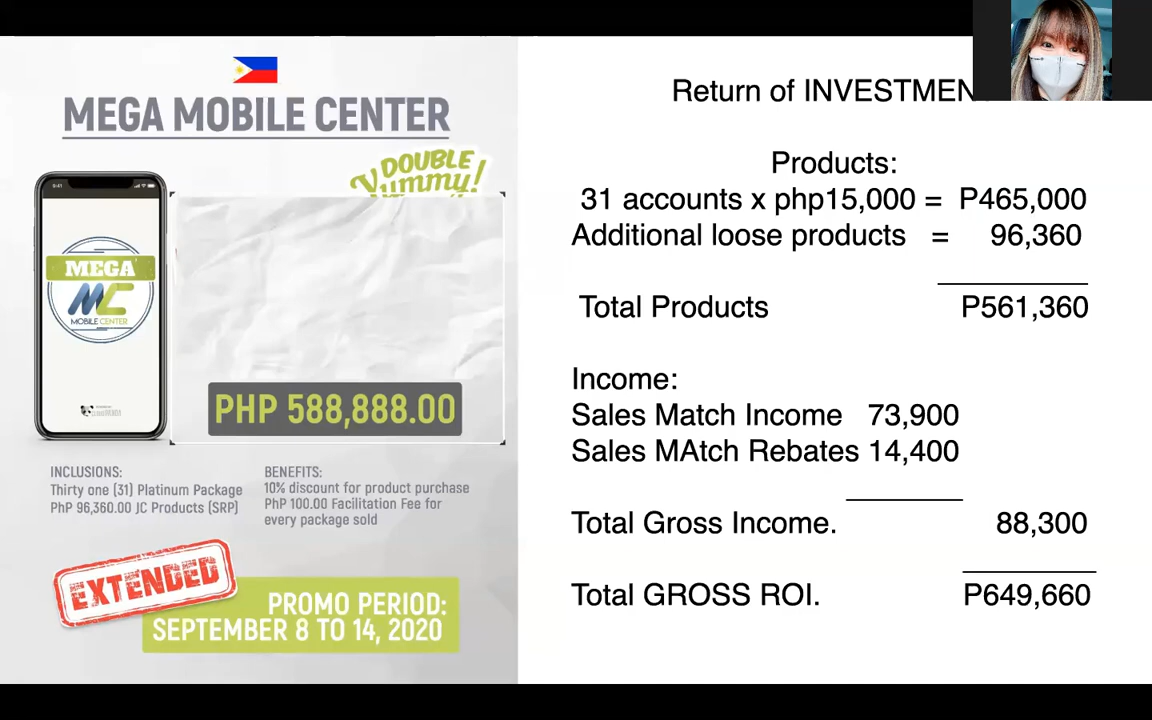 MEGA MOBILE CENTER
DOUBLE
Yummy!
9:41
MEGA
MC
MOBILE CENTER
PHP 588,888.00
INCLUSIONS:
Thirty one (31) Platinum Package
PhP 96,360.00 JC Products (SRP)
BENEFITS:
10% discount for product purchase
PhP 100.00 Facilitation Fee for
every package sold
EXTENDED
PROMO PERIOD:
SEPTEMBER 8 TO 14, 2020
Return of INVESTMEN
Products:
31 accounts x php15,000 = P465,000
Additional loose products = 96,360
Total Products P561,360
Income:
Sales Match Income 73,900
Sales MAtch Rebates 14,400
Total Gross Income. 88,300
Total GROSS ROI. P649,660